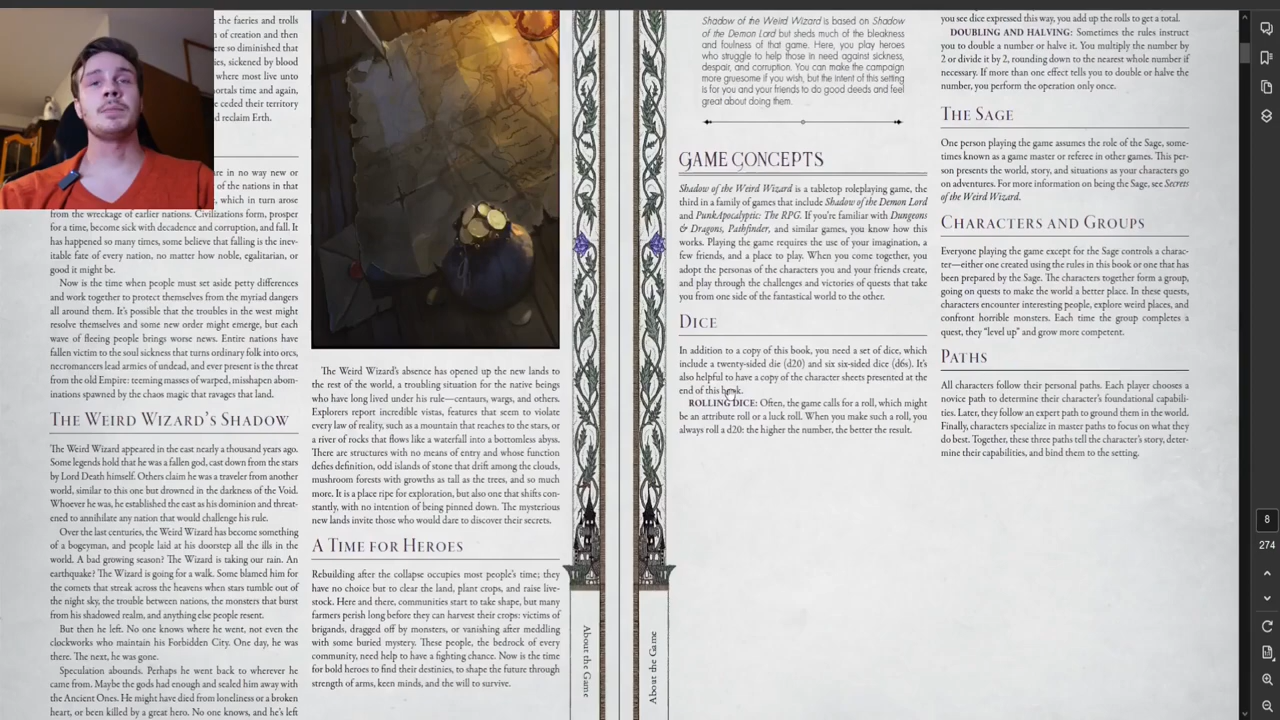 t the faeries and trolls
of creation and then
re so diminished that
ies, sickened by blood
where most live unto
ortals time and again,
e ceded their territory
d reclaim Erth.
re in no way new or
of the nations in that
, which in turn arose
from the wreckage of earlier nations. Civilizations form, prosper
for a time, become sick with decadence and corruption, and fall. It
has happened so many times, some believe that falling is the inev-
itable fate of every nation, no matter how noble, egalitarian, or
good it might be.
Now is the time when people must set aside petty differences
and work together to protect themselves from the myriad dangers
all around them. It's possible that the troubles in the west might
resolve themselves and some new order might emerge, but each
wave of fleeing people brings worse news. Entire nations have
fallen victim to the soul sickness that turns ordinary folk into orcs,
necromancers lead armies of undead, and ever present is the threat
from the old Empire: teeming masses of warped, misshapen abom-
inations spawned by the chaos magic that ravages that land.
The Weird Wizard's Shadow
The Weird Wizard appeared in the east nearly a thousand years ago.
Some legends hold that he was a fallen god, cast down from the stars
by Lord Death himself. Others claim he was a traveler from another
world, similar to this one but drowned in the darkness of the Void.
Whoever he was, he established the east as his dominion and threat-
ened to annihilate any nation that would challenge his rule.
Over the last centuries, the Weird Wizard has become something
of a bogeyman, and people laid at his doorstep all the ills in the
world. A bad growing season? The Wizard is taking our rain. An
earthquake? The Wizard is going for a walk. Some blamed him for
the comets that streak across the heavens when stars tumble out of
the night sky, the trouble between nations, the monsters that burst
from his shadowed realm, and anything else people resent.
But then he left. No one knows where he went, not even the
clockworks who maintain his Forbidden City. One day, he was
there. The next, he was gone.
Speculation abounds. Perhaps he went back to wherever he
came from. Maybe the gods had enough and sealed him away with
the Ancient Ones. He might have died from loneliness or a broken
heart, or been killed by a great hero. No one knows, and he's left
The Weird Wizard's absence has opened up the new lands to
the rest of the world, a troubling situation for the native beings
who have long lived under his rule—centaurs, wargs, and others.
Explorers report incredible vistas, features that seem to violate
every law of reality, such as a mountain that reaches to the stars, or
a river of rocks that flows like a waterfall into a bottomless abyss.
There are structures with no means of entry and whose function
defies definition, odd islands of stone that drift among the clouds,
mushroom forests with growths as tall as the trees, and so much
more. It is a place ripe for exploration, but also one that shifts con-
stantly, with no intention of being pinned down. The mysterious
new lands invite those who would dare to discover their secrets.
A Time for Heroes
Rebuilding after the collapse occupies most people's time; they
have no choice but to clear the land, plant crops, and raise live-
stock. Here and there, communities start to take shape, but many
farmers perish long before they can harvest their crops: victims of
brigands, dragged off by monsters, or vanishing after meddling
with some buried mystery. These people, the bedrock of every
community, need help to have a fighting chance. Now is the time
for bold heroes to find their destinies, to shape the future through
strength of arms, keen minds, and the will to survive.
About the Game
About the Game
Shadow of the Weird Wizard is based on Shadow
of the Demon Lord but sheds much of the bleakness
and foulness of that game. Here, you play heroes
who struggle to help those in need against sickness,
despair, and corruption. You can make the campaign
more gruesome if you wish, but the intent of this setting
is for you and your friends to do good deeds and feel
great about doing them.
Game Concepts
Shadow of the Weird Wizard is a tabletop roleplaying game, the
third in a family of games that include Shadow of the Demon Lord
and PunkApocalyptic: The RPG. If you're familiar with Dungeons
& Dragons, Pathfinder, and similar games, you know how this
works. Playing the game requires the use of your imagination, a
few friends, and a place to play. When you come together, you
adopt the personas of the characters you and your friends create,
and play through the challenges and victories of quests that take
you from one side of the fantastical world to the other.
Dice
In addition to a copy of this book, you need a set of dice, which
include a twenty-sided die (d20) and six six-sided dice (d6s). It's
also helpful to have a copy of the character sheets presented at the
end of this book.
ROLLING DICE: Often, the game calls for a roll, which might
be an attribute roll or a luck roll. When you make such a roll, you
always roll a d20: the higher the number, the better the result.
you see dice expressed this way, you add up the rolls to get a total.
DOUBLING AND HALVING: Sometimes the rules instruct
you to double a number or halve it. You multiply the number by
2 or divide it by 2, rounding down to the nearest whole number if
necessary. If more than one effect tells you to double or halve the
number, you perform the operation only once.
The Sage
One person playing the game assumes the role of the Sage, some-
times known as a game master or referee in other games. This per-
son presents the world, story, and situations as your characters go
on adventures. For more information on being the Sage, see Secrets
of the Weird Wizard.
Characters and Groups
Everyone playing the game except for the Sage controls a charac-
ter—either one created using the rules in this book or one that has
been prepared by the Sage. The characters together form a group,
going on quests to make the world a better place. In these quests,
characters encounter interesting people, explore weird places, and
confront horrible monsters. Each time the group completes a
quest, they "level up" and grow more competent.
Paths
All characters follow their personal paths. Each player chooses a
novice path to determine their character's foundational capabili-
ties. Later, they follow an expert path to ground them in the world.
Finally, characters specialize in master paths to focus on what they
do best. Together, these three paths tell the character's story, deter-
mine their capabilities, and bind them to the setting.
8
274